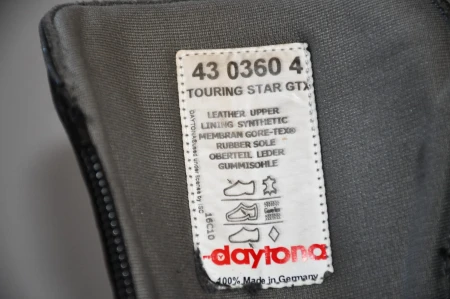 43 0360 4
TOURING STAR GTX
LEATHER UPPER
LINING SYNTHETIC
MEMBRAN GORE-TEX®
RUBBER SOLE
OBERTEIL LEDER
GUMMISOHLE
16C10
daytona
100% Made in Germany